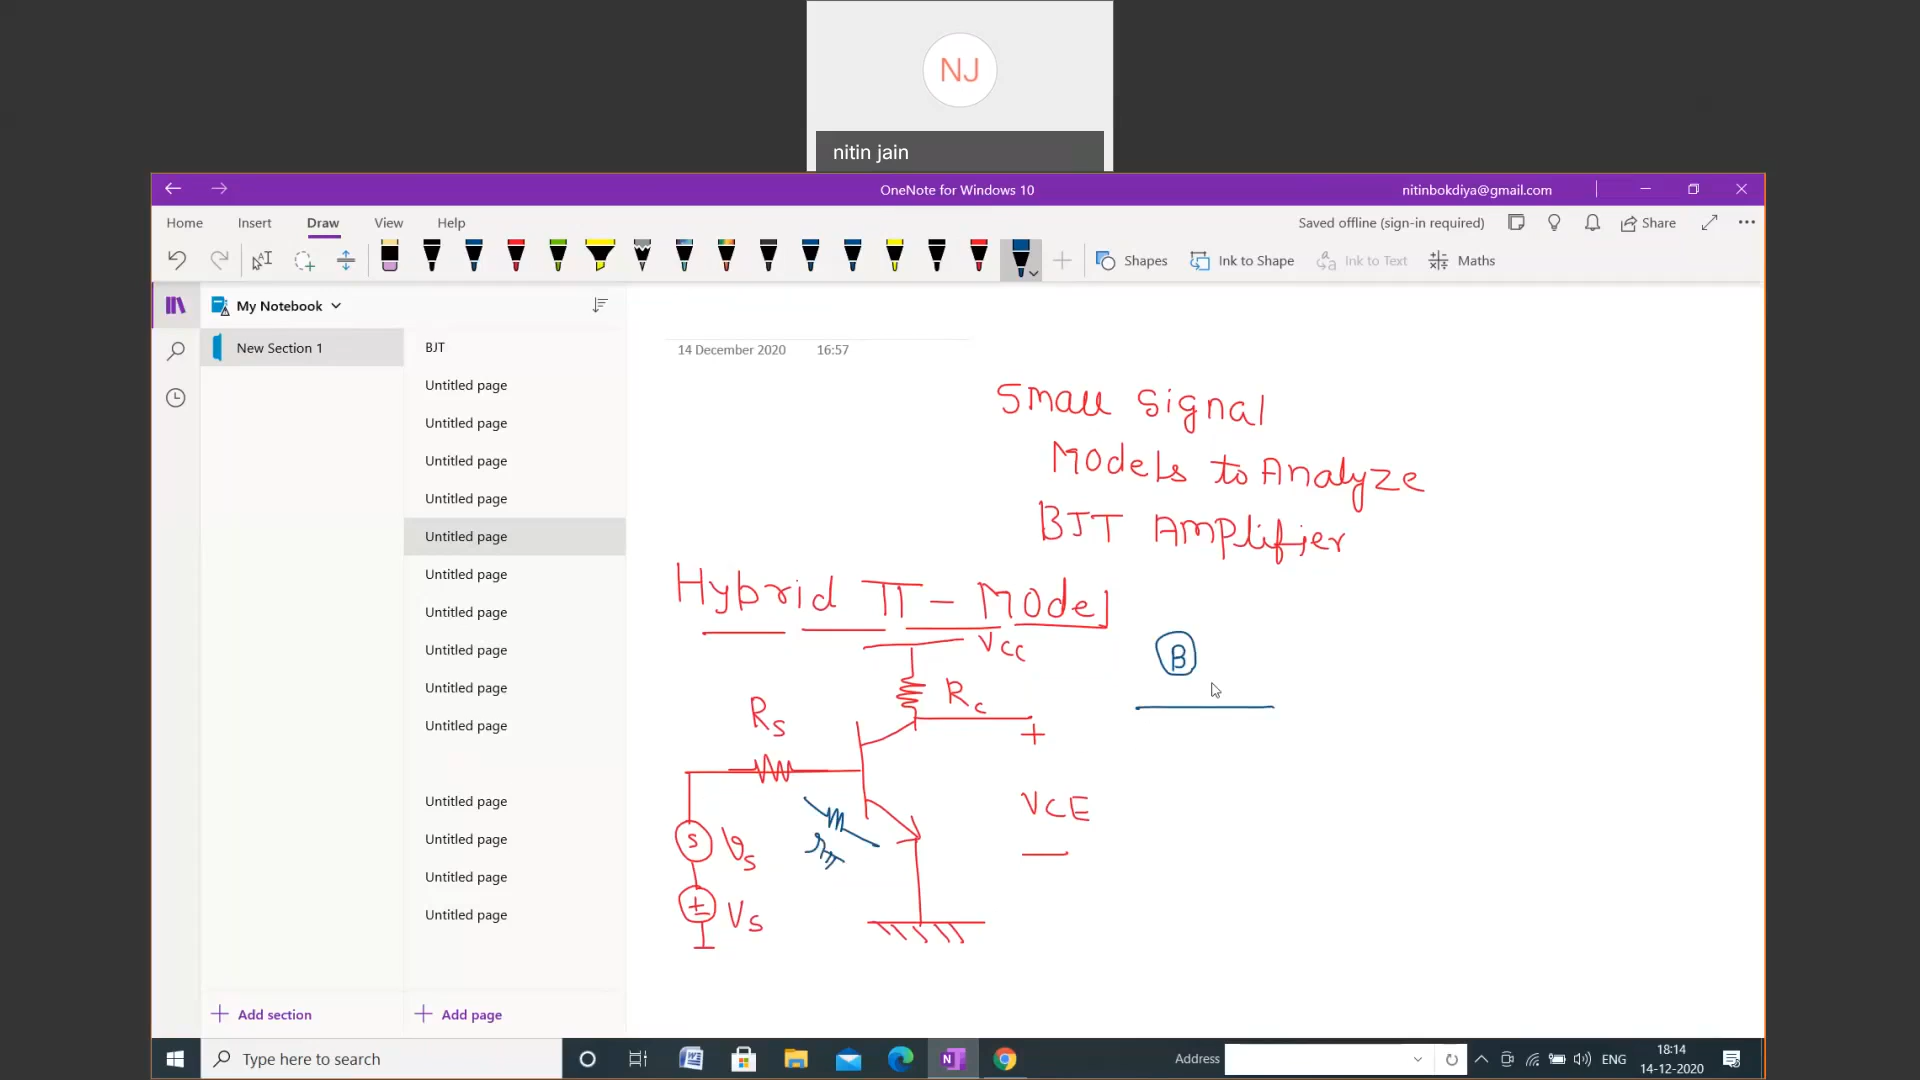 NJ
nitin jain
OneNote for Windows 10
nitinbokdiya@gmail.com
Home Insert Draw View Help
Saved offline (sign-in required)
Share
Shapes
Ink to Shape
Ink to Text
Maths
My Notebook
New Section 1
BJT
Untitled page
Untitled page
Untitled page
Untitled page
Untitled page
Untitled page
Untitled page
Untitled page
Untitled page
Untitled page
Untitled page
Untitled page
Untitled page
Untitled page
Add section
Add page
14 December 2020 16:57
Small Signal
Models to Analyze
BJT Amplifier
Hybrid π - Model
VCC
RC
RS
+
VCE
rπ
S
vs
±
VS
B
Type here to search
Address
ENG
18:14
14-12-2020